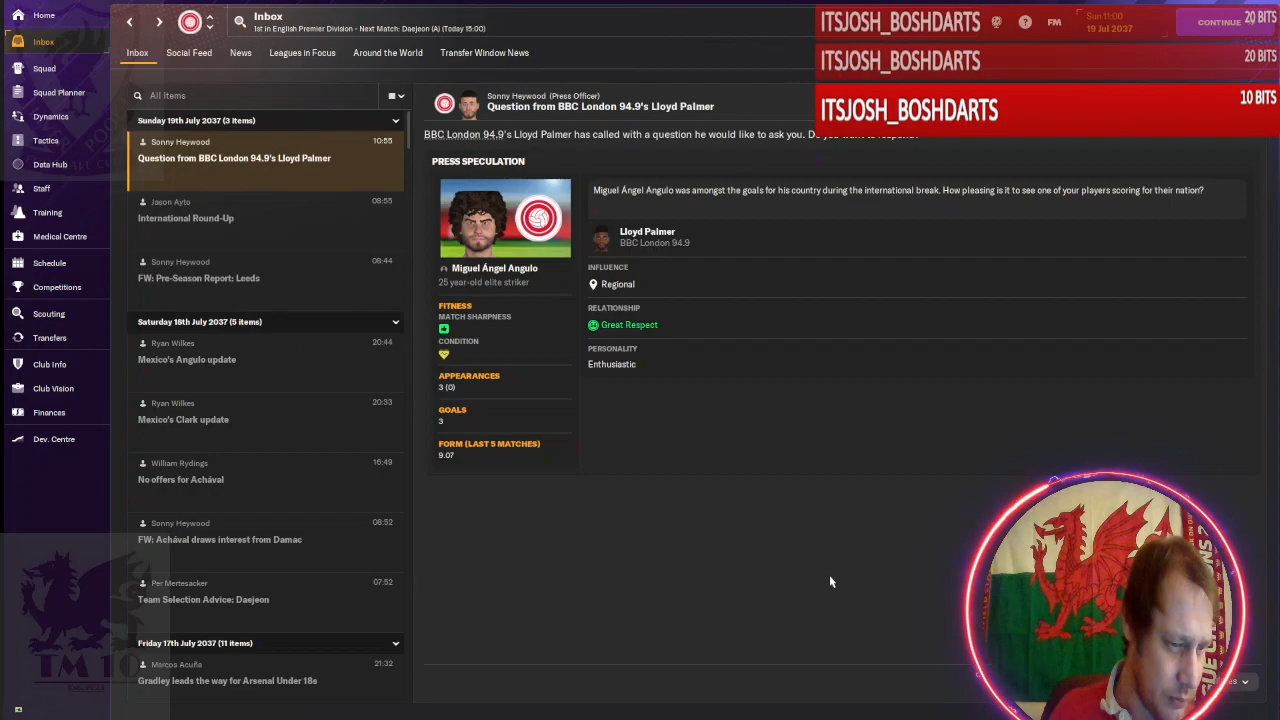 Home
Inbox
Squad
Squad Planner
Dynamics
Tactics
Data Hub
Staff
Training
Medical Centre
Schedule
Competitions
Scouting
Transfers
Club Info
Club Vision
Finances
Dev. Centre
Inbox
1st in English Premier Division - Next Match: Daejeon (A) (Today 15:00)
FM
Sun 11:00
19 Jul 2037
CONTINUE
ITSJOSH_BOSHDARTS
20 BITS
ITSJOSH_BOSHDARTS
20 BITS
ITSJOSH_BOSHDARTS
10 BITS
Inbox
Social Feed
News
Leagues in Focus
Around the World
Transfer Window News
All Items
Sunday 19th July 2037 (3 items)
Sonny Heywood
10:55
Question from BBC London 94.9's Lloyd Palmer
Jason Ayto
08:55
International Round-Up
Sonny Heywood
08:44
FW: Pre-Season Report: Leeds
Saturday 18th July 2037 (5 items)
Ryan Wilkes
20:44
Mexico's Angulo update
Ryan Wilkes
20:33
Mexico's Clark update
William Rydings
16:49
No offers for Achával
Sonny Heywood
08:52
FW: Achával draws interest from Damac
Per Mertesacker
07:52
Team Selection Advice: Daejeon
Friday 17th July 2037 (11 items)
Marcos Acuña
21:32
Gradley leads the way for Arsenal Under 18s
TM 10
Sonny Heywood (Press Officer)
Question from BBC London 94.9's Lloyd Palmer
BBC London 94.9's Lloyd Palmer has called with a question he would like to ask you. Do you want to respond?
PRESS SPECULATION
Miguel Ángel Angulo
25 year-old elite striker
FITNESS
MATCH SHARPNESS
CONDITION
APPEARANCES
3 (0)
GOALS
3
FORM (LAST 5 MATCHES)
9.07
Miguel Ángel Angulo was amongst the goals for his country during the international break. How pleasing is it to see one of your players scoring for their nation?
Lloyd Palmer
BBC London 94.9
INFLUENCE
Regional
RELATIONSHIP
Great Respect
PERSONALITY
Enthusiastic